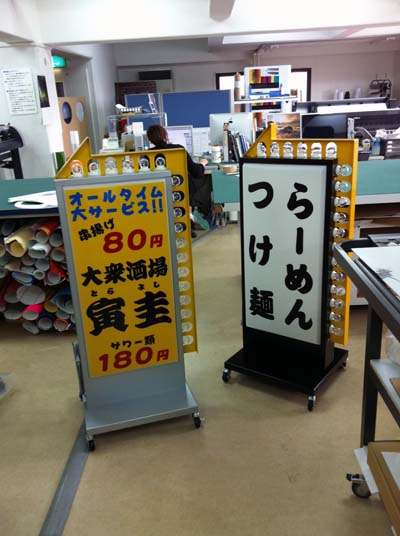 オールタイム
大サービス!!
串揚げ
80円
大衆酒場
とらよし
寅圭
サワー類
180円
らーめん
つけ麺